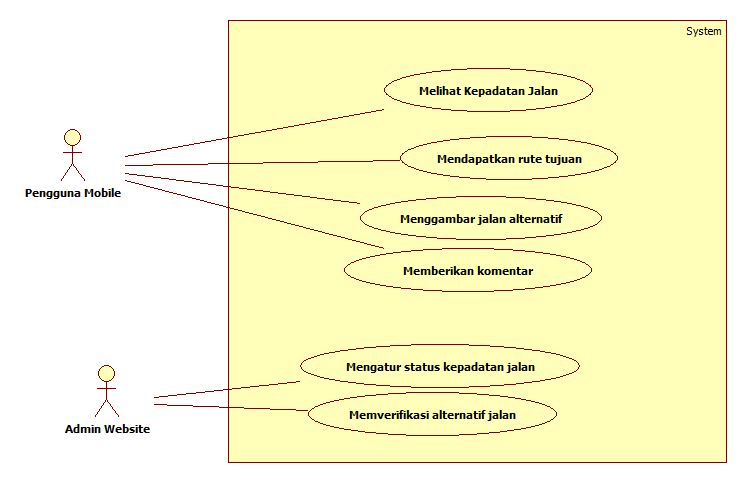 System
Melihat Kepadatan Jalan
Mendapatkan rute tujuan
Pengguna Mobile
Menggambar jalan alternatif
Memberikan komentar
Mengatur status kepadatan jalan
Memverifikasi alternatif jalan
Admin Website